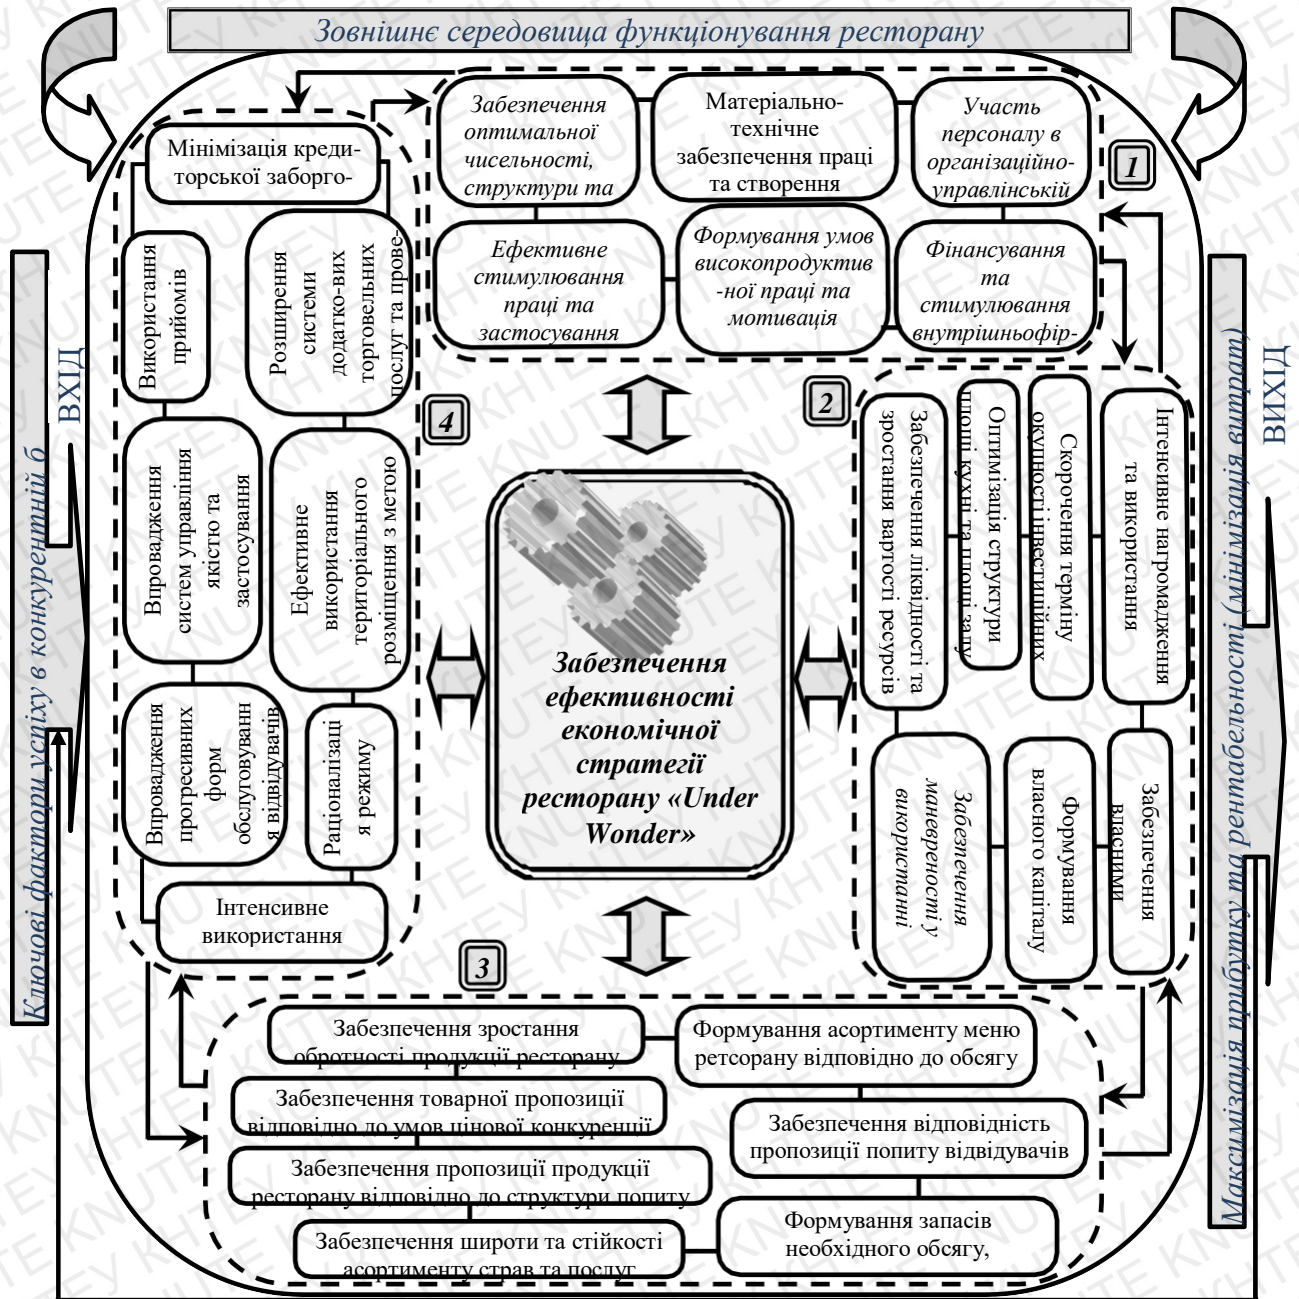 Зовнішнє середовища функціонування ресторану
Забезпечення
оптимальної
чисельності,
структури та
Матеріально-
технічне
забезпечення праці
та створення
Участь
персоналу в
організаційно-
управлінській
1
Ефективне
стимулювання
праці та
застосування
Формування умов
високопродуктив
-ної праці та
мотивація
Фінансування
та
стимулювання
внутрішньофір-
Мінімізація креди-
торської заборго-
Використання
прийомів
Розширення
системи
додатко-вих
торговельних
послуг та прове-
Впровадження
систем управління
якістю та
застосування
Ефективне
використання
територіального
розміщення з метою
Впровадження
прогресивних
форм
обслуговуванн
я відвідувачів
Раціоналізаці
я режиму
Інтенсивне
використання
4
ВХІД
Ключові фактори успіху в конкурентній б
Забезпечення
ефективності
економічної
стратегії
ресторану «Under
Wonder»
2
Інтенсивне нагромадження
та використання
Скорочення терміну
окупності інвестиційних
Оптимізація структури
площі кухні та площі залу
Забезпечення ліквідності та
зростання вартості ресурсів
Забезпечення
власними
Формування
власного капіталу
Забезпечення
маневреності у
використанні
ВИХІД
Максимізація прибутку та рентабельності (мінімізація витрат)
3
Забезпечення зростання
обротності продукції ресторану
Формування асортименту меню
ретсорану відповідно до обсягу
Забезпечення товарної пропозиції
відповідно до умов цінової конкуренції
Забезпечення відповідність
пропозиції попиту відвідувачів
Забезпечення пропозиції продукції
ресторану відповідно до структури попиту
Забезпечення широти та стійкості
асортименту страв та послуг
Формування запасів
необхідного обсягу,